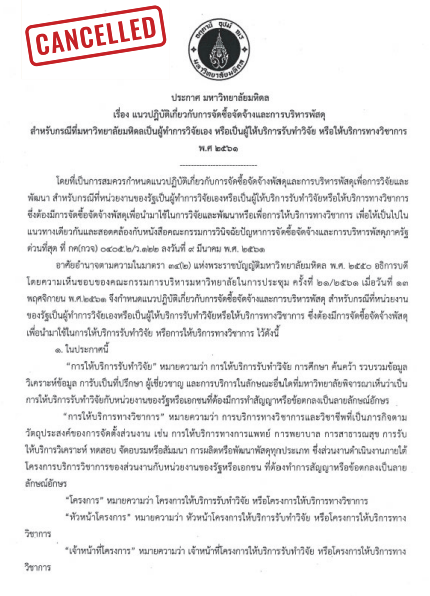 CANCELLED
ประกาศ มหาวิทยาลัยมหิดล
เรื่อง แนวปฏิบัติเกี่ยวกับการจัดซื้อจัดจ้างและการบริหารพัสดุ
สำหรับกรณีที่มหาวิทยาลัยมหิดลเป็นผู้ทำการวิจัยเอง หรือเป็นผู้ให้บริการรับทำวิจัย หรือให้บริการทางวิชาการ
พ.ศ ๒๕๖๑
โดยที่เป็นการสมควรกำหนดแนวปฏิบัติเกี่ยวกับการจัดซื้อจัดจ้างพัสดุและการบริหารพัสดุเพื่อการวิจัยและ
พัฒนา สำหรับกรณีที่หน่วยงานของรัฐเป็นผู้ทำการวิจัยเองหรือเป็นผู้ให้บริการรับทำวิจัยหรือให้บริการทางวิชาการ
ซึ่งต้องมีการจัดซื้อจัดจ้างพัสดุเพื่อนำมาใช้ในการวิจัยและพัฒนาหรือเพื่อการให้บริการทางวิชาการ เพื่อให้เป็นไปใน
แนวทางเดียวกันและสอดคล้องกับหนังสือคณะกรรมการวินิจฉัยปัญหาการจัดซื้อจัดจ้างและการบริหารพัสดุภาครัฐ
ด่วนที่สุด ที่ กค(กวจ) ๐๔๐๕.๒/ว.๑๒๒ ลงวันที่ ๙ มีนาคม พ.ศ. ๒๕๖๑
อาศัยอำนาจตามความในมาตรา ๓๔(๒) แห่งพระราชบัญญัติมหาวิทยาลัยมหิดล พ.ศ. ๒๕๕๐ อธิการบดี
โดยความเห็นชอบของคณะกรรมการบริหารมหาวิทยาลัยในการประชุม ครั้งที่ ๒๑/๒๕๖๑ เมื่อวันที่ ๑๓
พฤศจิกายน พ.ศ.๒๕๖๑ จึงกำหนดแนวปฏิบัติเกี่ยวกับการจัดซื้อจัดจ้างและการบริหารพัสดุ สำหรับกรณีที่หน่วยงาน
ของรัฐเป็นผู้ทำการวิจัยเองหรือเป็นผู้ให้บริการรับทำวิจัยหรือให้บริการทางวิชาการ ซึ่งต้องมีการจัดซื้อจัดจ้างพัสดุ
เพื่อนำมาใช้ในการให้บริการรับทำวิจัย หรือการให้บริการทางวิชาการ ไว้ดังนี้
๑. ในประกาศนี้
"การให้บริการรับทำวิจัย" หมายความว่า การให้บริการรับทำวิจัย การศึกษา ค้นคว้า รวบรวมข้อมูล
วิเคราะห์ข้อมูล การรับเป็นที่ปรึกษา ผู้เชี่ยวชาญ และการบริการในลักษณะอื่นใดที่มหาวิทยาลัยพิจารณาเห็นว่าเป็น
การให้บริการรับทำวิจัยกับหน่วยงานของรัฐหรือเอกชนที่ต้องมีการทำสัญญาหรือข้อตกลงเป็นลายลักษณ์อักษร
"การให้บริการทางวิชาการ" หมายความว่า การบริการทางวิชาการและวิชาชีพที่เป็นภารกิจตาม
วัตถุประสงค์ของการจัดตั้งส่วนงาน เช่น การให้บริการทางการแพทย์ การพยาบาล การสาธารณสุข การรับ
ให้บริการวิเคราะห์ ทดสอบ จัดอบรมหรือสัมมนา การผลิตหรือพัฒนาพัสดุทุกประเภท ซึ่งส่วนงานดำเนินงานภายใต้
โครงการบริการวิชาการของส่วนงานกับหน่วยงานของรัฐหรือเอกชน ที่ต้องทำการสัญญาหรือข้อตกลงเป็นลาย
ลักษณ์อักษร
"โครงการ" หมายความว่า โครงการให้บริการรับทำวิจัย หรือโครงการให้บริการทางวิชาการ
"หัวหน้าโครงการ" หมายความว่า หัวหน้าโครงการให้บริการรับทำวิจัย หรือโครงการให้บริการทาง
วิชาการ
"เจ้าหน้าที่โครงการ" หมายความว่า เจ้าหน้าที่โครงการให้บริการรับทำวิจัย หรือโครงการให้บริการทาง
วิชาการ